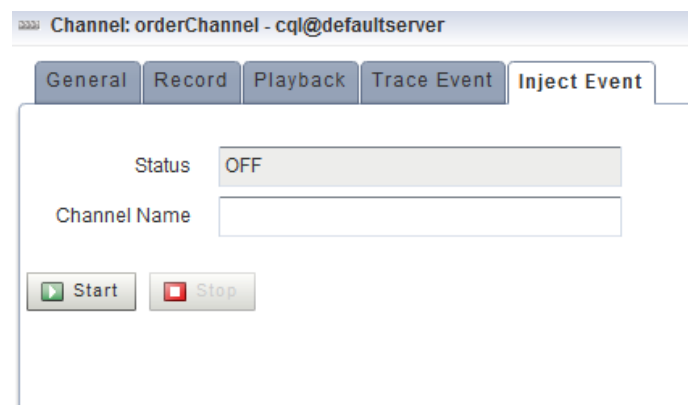 Channel: orderChannel - cql@defaultserver
General Record Playback Trace Event Inject Event
Status OFF
Channel Name
Start Stop